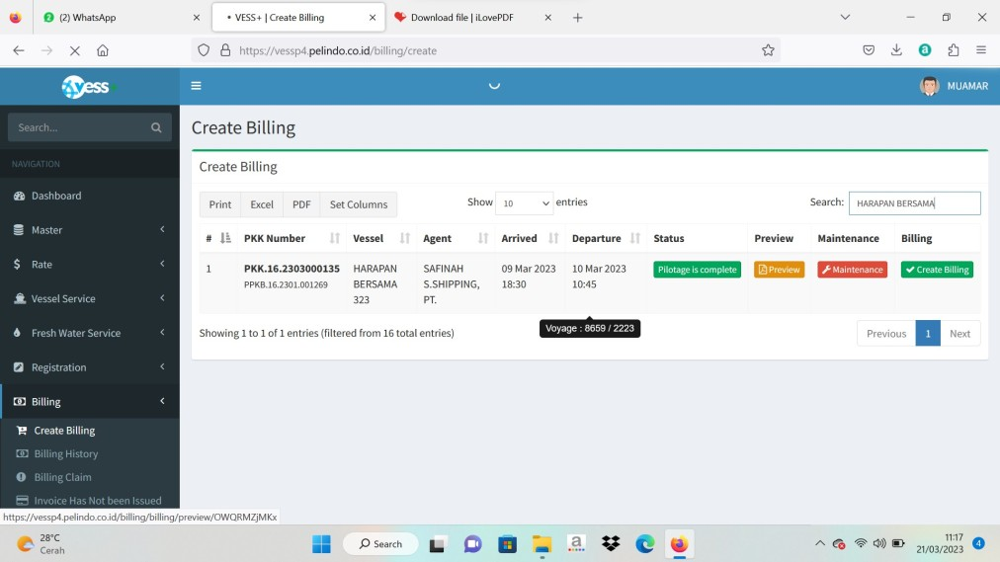 (2) WhatsApp
VESS+ | Create Billing
Download file | iLovePDF
https://vessp4.pelindo.co.id/billing/create
vess+
MUAMAR
Search...
NAVIGATION
Dashboard
Master
Rate
Vessel Service
Fresh Water Service
Registration
Billing
Create Billing
Billing History
Billing Claim
Invoice Has Not been Issued
Create Billing
Create Billing
Print Excel PDF Set Columns
Show 10 entries
Search: HARAPAN BERSAMA
# PKK Number Vessel Agent Arrived Departure Status Preview Maintenance Billing
1 PKK.16.2303000135 HARAPAN SAFINAH 09 Mar 2023 10 Mar 2023 Pilotage is complete Preview Maintenance Create Billing
PPKB.16.2301.001269 BERSAMA S.SHIPPING, 18:30 10:45
323 PT.
Voyage : 8659 / 2223
Showing 1 to 1 of 1 entries (filtered from 16 total entries)
Previous 1 Next
https://vessp4.pelindo.co.id/billing/billing/preview/OWQRMZjMKx
28°C
Cerah
Search
11:17
21/03/2023
4